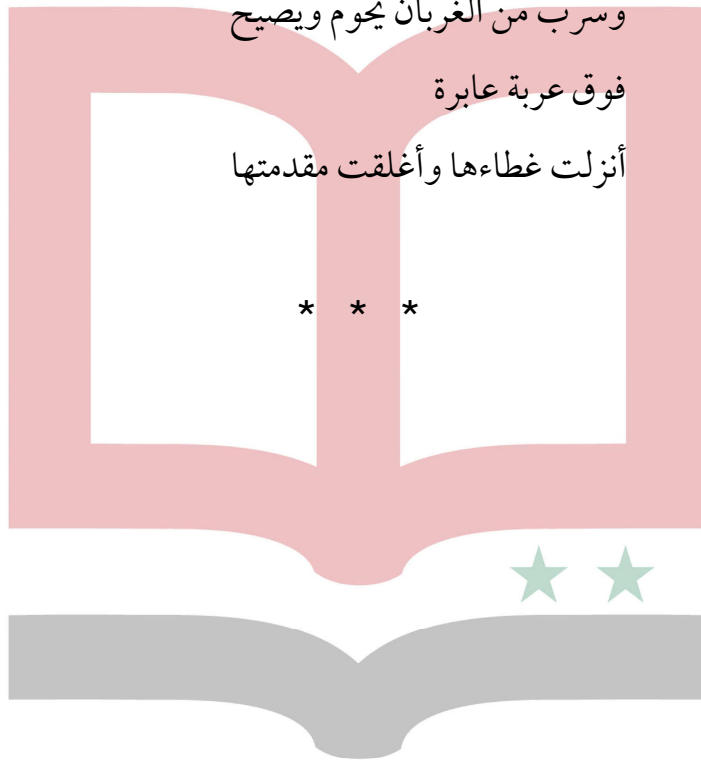 وسرب من الغربان يحوم ويصيح
فوق عربة عابرة
أنزلت غطاءها وأغلقت مقدمتها
* * *